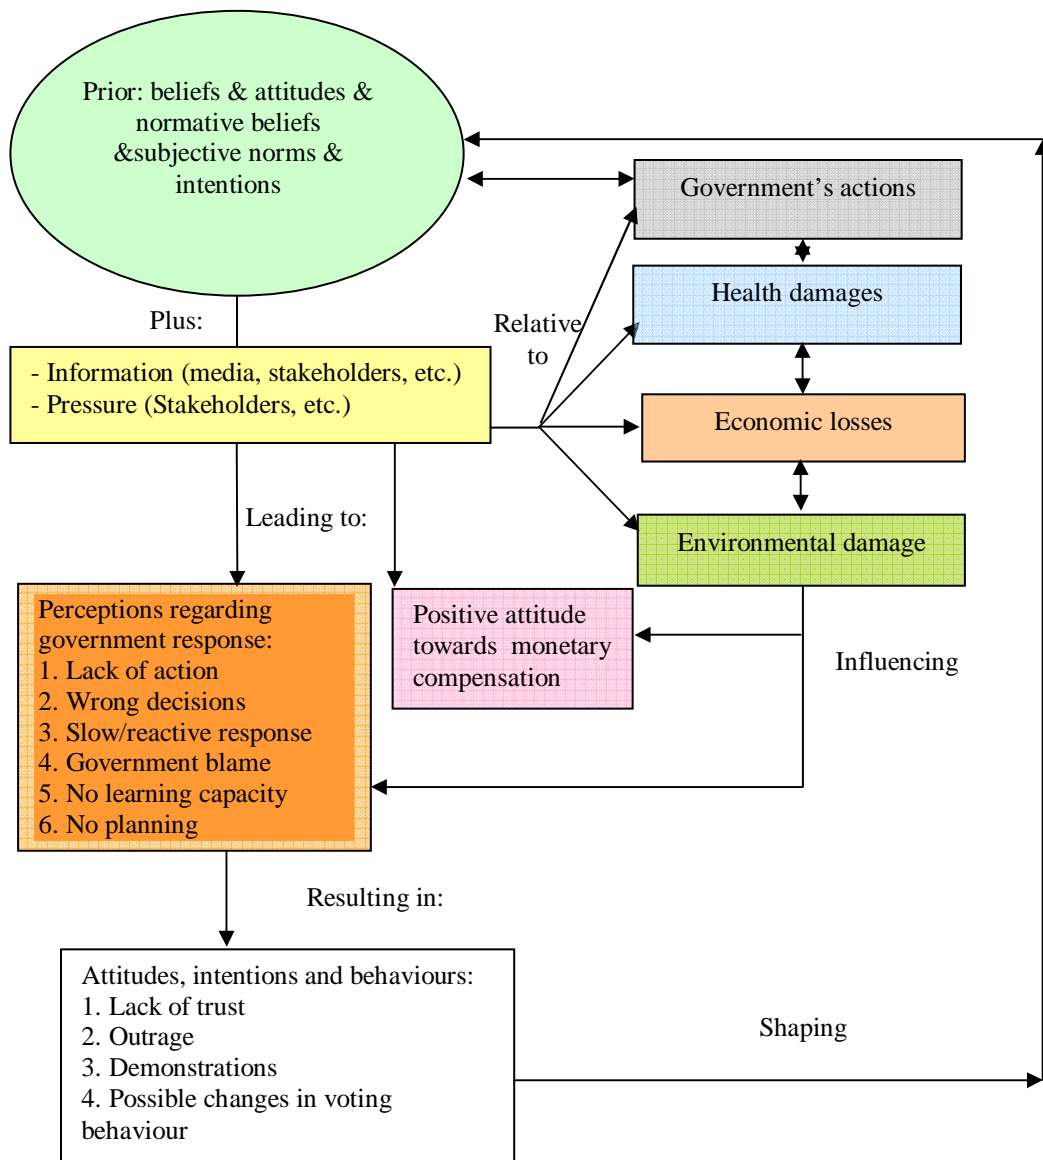 Prior: beliefs & attitudes &
normative beliefs
&subjective norms &
intentions
Government’s actions
Health damages
Plus:
Relative
to
- Information (media, stakeholders, etc.)
- Pressure (Stakeholders, etc.)
Economic losses
Leading to:
Environmental damage
Perceptions regarding
government response:
1. Lack of action
2. Wrong decisions
3. Slow/reactive response
4. Government blame
5. No learning capacity
6. No planning
Positive attitude
towards  monetary
compensation
Influencing
Resulting in:
Attitudes, intentions and behaviours:
1. Lack of trust
2. Outrage
3. Demonstrations
4. Possible changes in voting
behaviour
Shaping